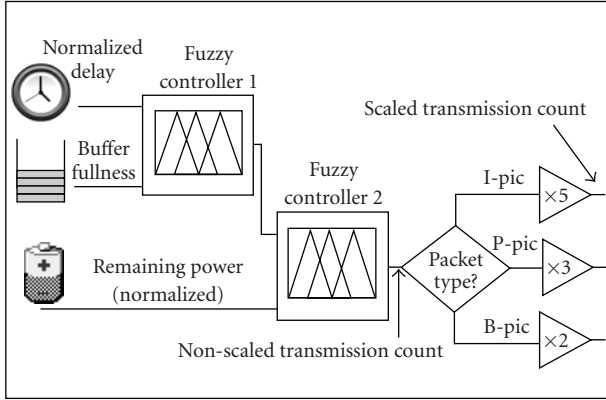 Normalized
delay
Fuzzy
controller 1
Buffer
fullness
Fuzzy
controller 2
Scaled transmission count
I-pic
×5
P-pic
Packet
type?
×3
Remaining power
(normalized)
B-pic
×2
Non-scaled transmission count